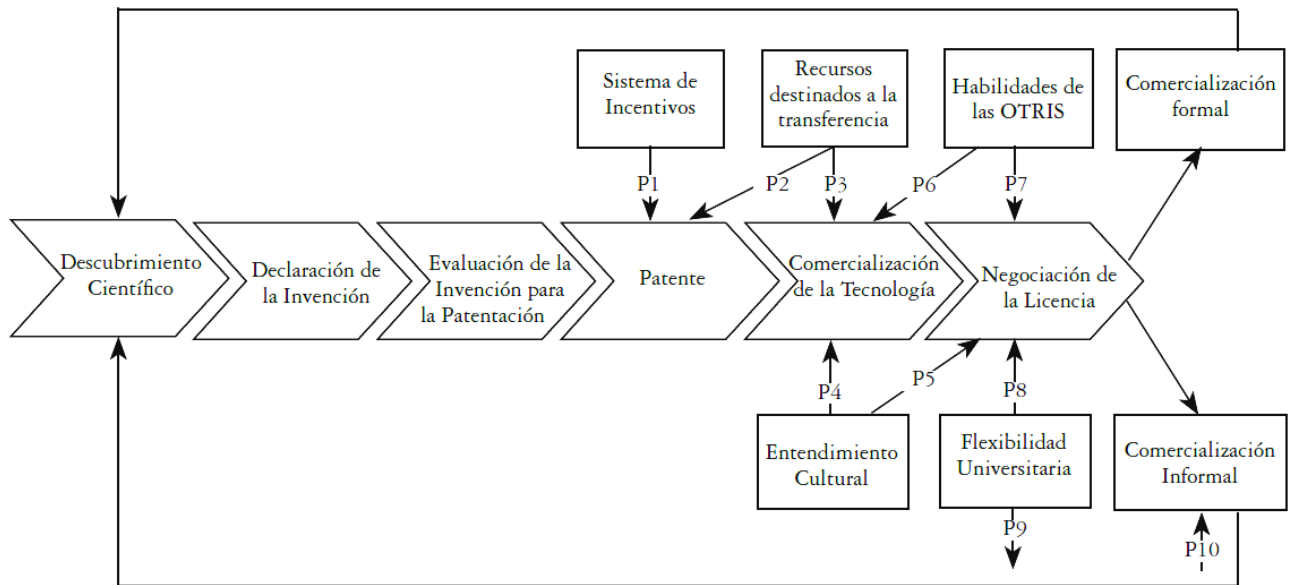 Sistema de
Incentivos
Recursos
destinados a la
transferencia
Habilidades de
las OTRIS
Comercialización
formal
P1
P2
P3
P6
P7
Descubrimiento
Científico
Declaración de
la Invención
Evaluación de la
Invención para
la Patentación
Patente
Comercialización
de la Tecnología
Negociación de
la Licencia
P4
P5
P8
Entendimiento
Cultural
Flexibilidad
Universitaria
Comercialización
Informal
P9
P10